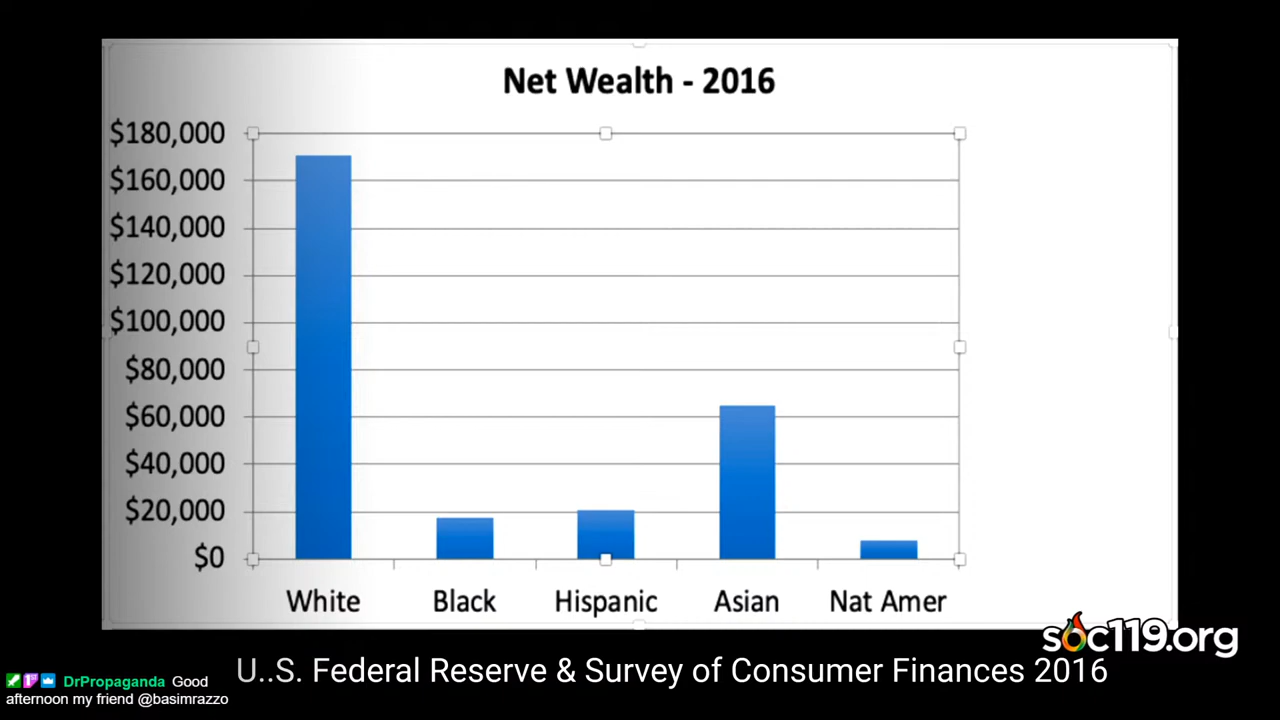 Net Wealth - 2016
$180,000
$160,000
$140,000
$120,000
$100,000
$80,000
$60,000
$40,000
$20,000
$0
White Black Hispanic Asian Nat Amer
soc119.org
U..S. Federal Reserve & Survey of Consumer Finances 2016
DrPropaganda Good
afternoon my friend @basimrazzo